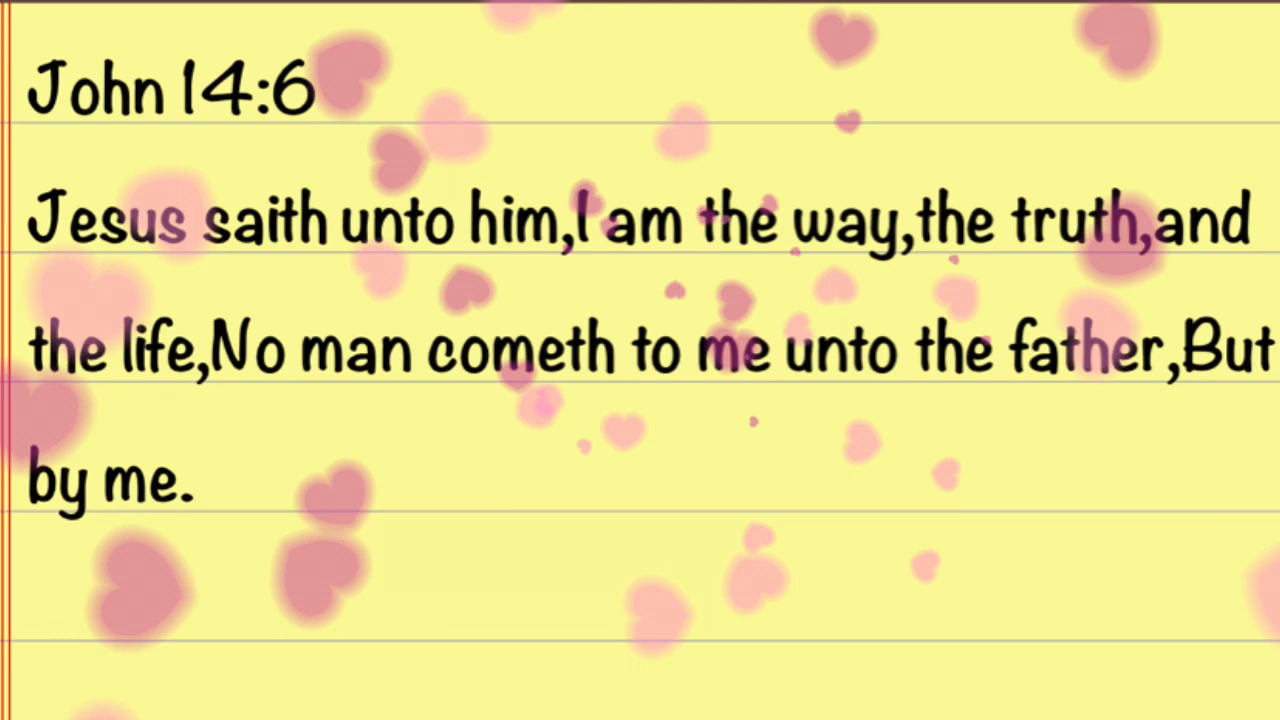 John 14:6
Jesus saith unto him,I am the way,the truth,and
the life,No man cometh to me unto the father,But
by me.